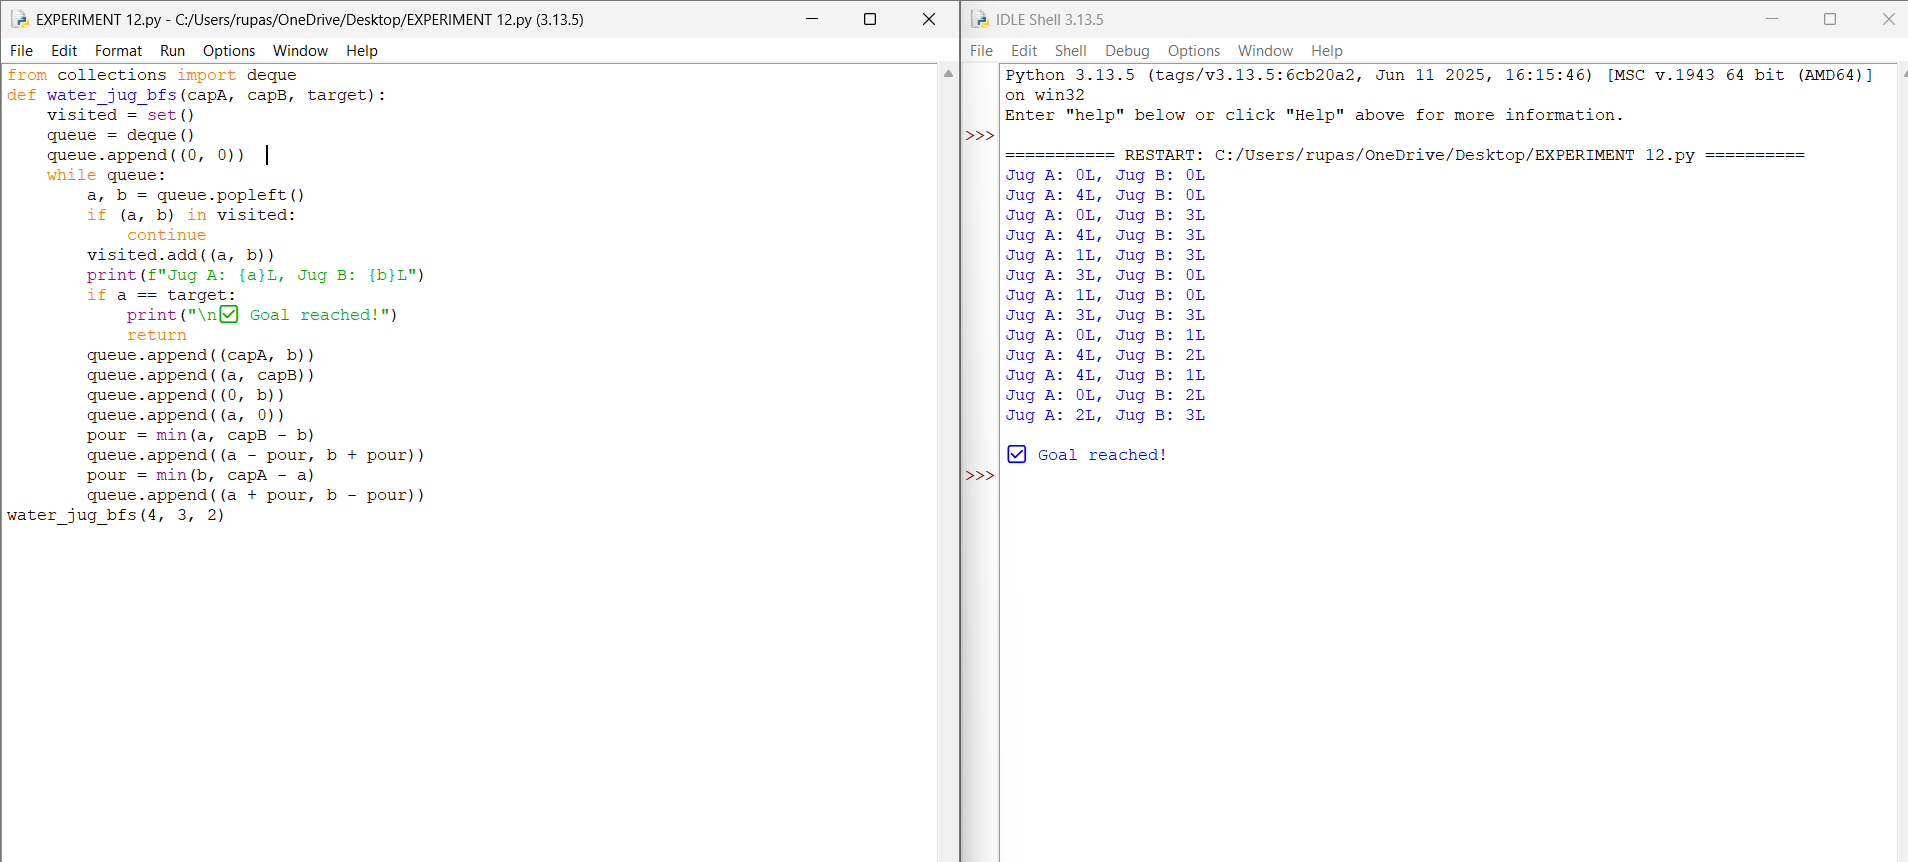 EXPERIMENT 12.py - C:/Users/rupas/OneDrive/Desktop/EXPERIMENT 12.py (3.13.5)
File Edit Format Run Options Window Help
from collections import deque
def water_jug_bfs(capA, capB, target):
    visited = set()
    queue = deque()
    queue.append((0, 0))
    while queue:
        a, b = queue.popleft()
        if (a, b) in visited:
            continue
        visited.add((a, b))
        print(f"Jug A: {a}L, Jug B: {b}L")
        if a == target:
            print("\n✅ Goal reached!")
            return
        queue.append((capA, b))
        queue.append((a, capB))
        queue.append((0, b))
        queue.append((a, 0))
        pour = min(a, capB - b)
        queue.append((a - pour, b + pour))
        pour = min(b, capA - a)
        queue.append((a + pour, b - pour))
water_jug_bfs(4, 3, 2)
IDLE Shell 3.13.5
File Edit Shell Debug Options Window Help
Python 3.13.5 (tags/v3.13.5:6cb20a2, Jun 11 2025, 16:15:46) [MSC v.1943 64 bit (AMD64)]
on win32
Enter "help" below or click "Help" above for more information.
>>>
=========== RESTART: C:/Users/rupas/OneDrive/Desktop/EXPERIMENT 12.py ==========
Jug A: 0L, Jug B: 0L
Jug A: 4L, Jug B: 0L
Jug A: 0L, Jug B: 3L
Jug A: 4L, Jug B: 3L
Jug A: 1L, Jug B: 3L
Jug A: 3L, Jug B: 0L
Jug A: 1L, Jug B: 0L
Jug A: 3L, Jug B: 3L
Jug A: 0L, Jug B: 1L
Jug A: 4L, Jug B: 2L
Jug A: 4L, Jug B: 1L
Jug A: 0L, Jug B: 2L
Jug A: 2L, Jug B: 3L
✅ Goal reached!
>>>